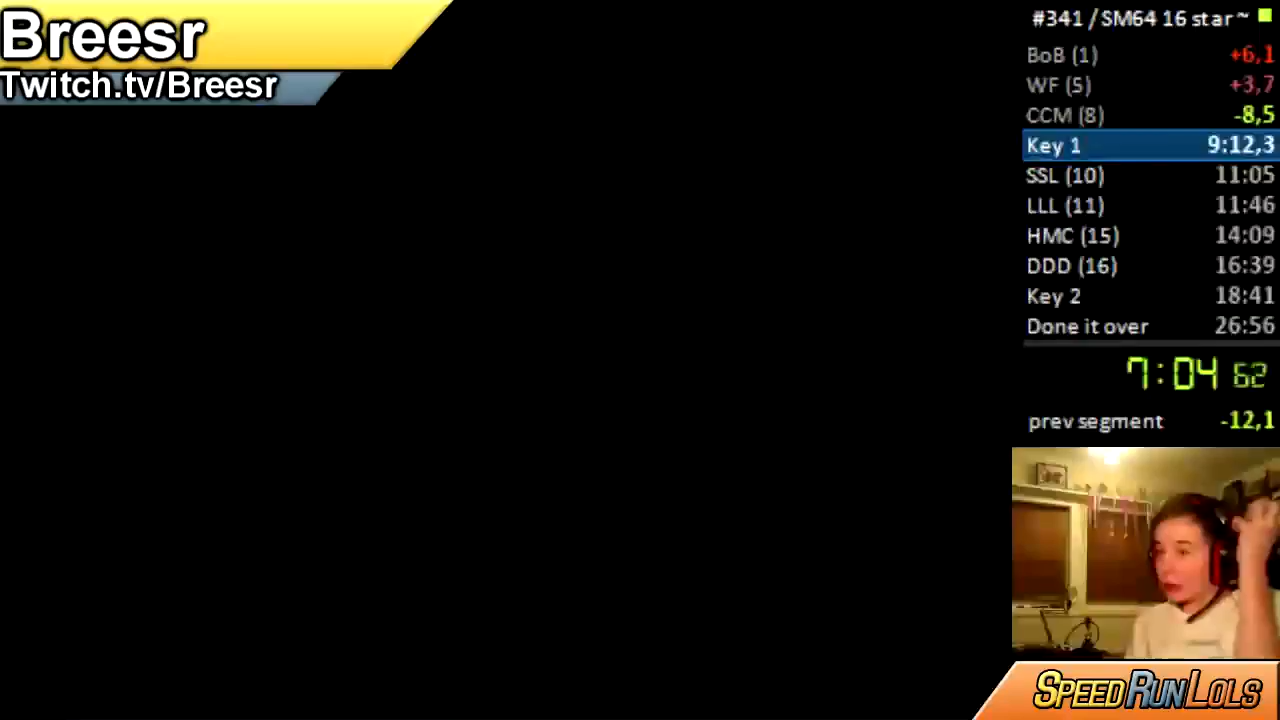 Breesr
Twitch.tv/Breesr
#341 / SM64 16 star ~
BoB (1) +6,1
WF (5) +3,7
CCM (8) -8,5
Key 1 9:12,3
SSL (10) 11:05
LLL (11) 11:46
HMC (15) 14:09
DDD (16) 16:39
Key 2 18:41
Done it over 26:56
7:04 62
prev segment -12,1
SPEEDRUNLOLS